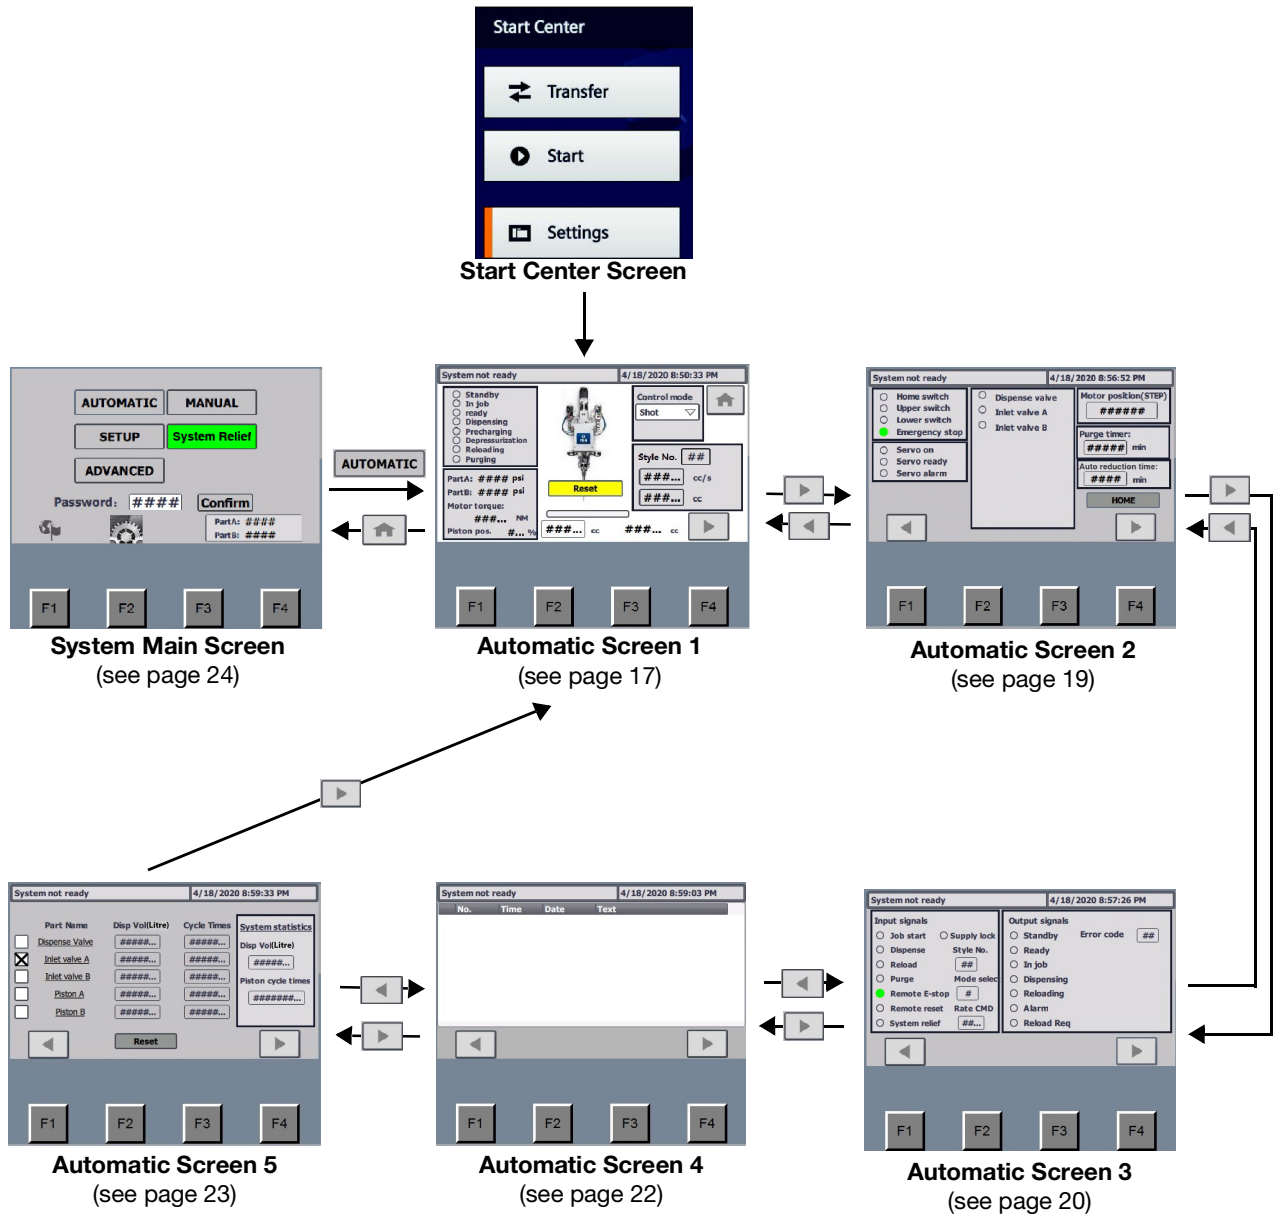 Start Center
Transfer
Start
Settings
Start Center Screen
AUTOMATIC MANUAL
SETUP System Relief
ADVANCED
Password: #### Confirm
PartA: ####
PartB: ####
F1 F2 F3 F4
System Main Screen
(see page 24)
AUTOMATIC
System not ready 4/18/2020 8:50:33 PM
Standby
In job
ready
Dispensing
Precharging
Depressurization
Reloading
Purging
PartA: #### psi
PartB: #### psi
Motor torque:
###... NM
Piston pos. #... %
Reset
###... cc ###... cc
Control mode
Shot
Style No. ##
###... cc/s
###... cc
F1 F2 F3 F4
Automatic Screen 1
(see page 17)
System not ready 4/18/2020 8:56:52 PM
Home switch
Upper switch
Lower switch
Emergency stop
Servo on
Servo ready
Servo alarm
Dispense valve
Inlet valve A
Inlet valve B
Motor position(STEP)
######
Purge timer:
##### min
Auto reduction time:
#### min
HOME
F1 F2 F3 F4
Automatic Screen 2
(see page 19)
System not ready 4/18/2020 8:59:33 PM
Part Name Disp Vol(Litre) Cycle Times
Dispense Valve #####... #####...
Inlet valve A #####... #####...
Inlet valve B #####... #####...
Piston A #####... #####...
Piston B #####... #####...
System statistics
Disp Vol(Litre)
#####...
Piston cycle times
#######...
Reset
F1 F2 F3 F4
Automatic Screen 5
(see page 23)
System not ready 4/18/2020 8:59:03 PM
No. Time Date Text
F1 F2 F3 F4
Automatic Screen 4
(see page 22)
System not ready 4/18/2020 8:57:26 PM
Input signals
Job start Supply lock
Dispense Style No.
Reload ##
Purge Mode selec
Remote E-stop #
Remote reset Rate CMD
System relief ##...
Output signals
Standby Error code ##
Ready
In job
Dispensing
Reloading
Alarm
Reload Req
F1 F2 F3 F4
Automatic Screen 3
(see page 20)